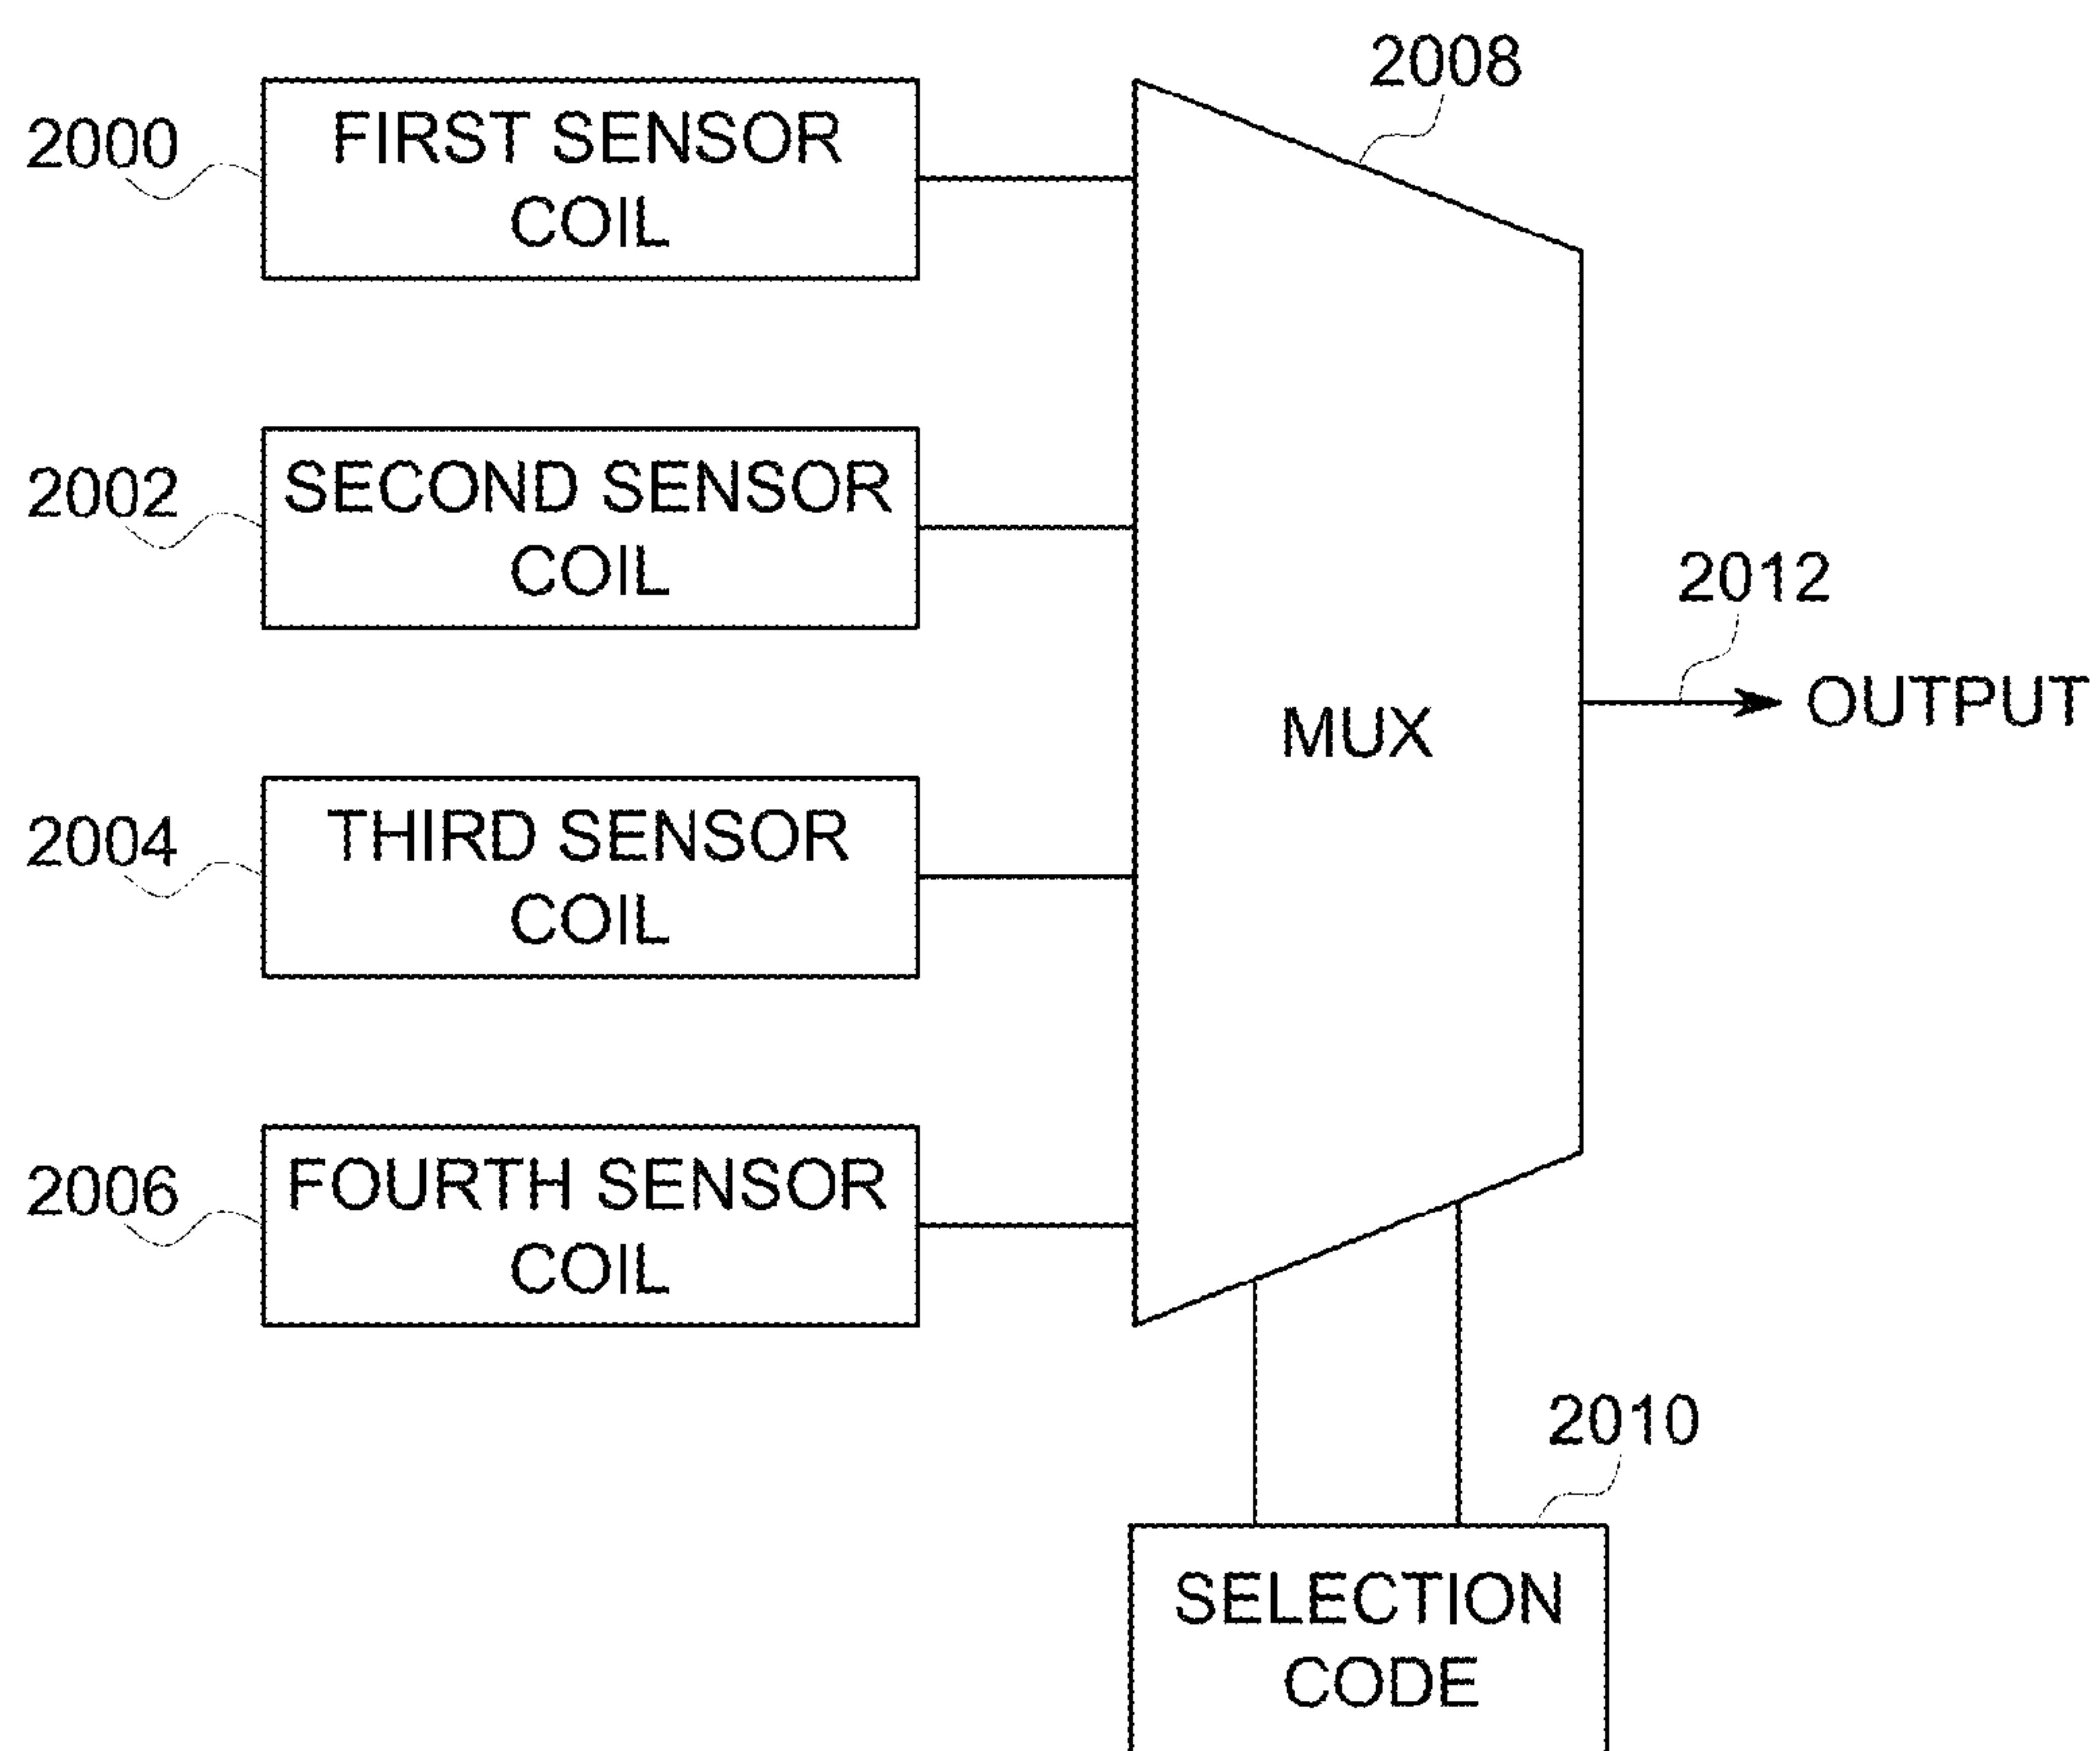 2008
2000
FIRST SENSOR
COIL
2002
SECOND SENSOR
COIL
2012
OUTPUT
MUX
2004
THIRD SENSOR
COIL
2006
FOURTH SENSOR
COIL
2010
SELECTION
CODE